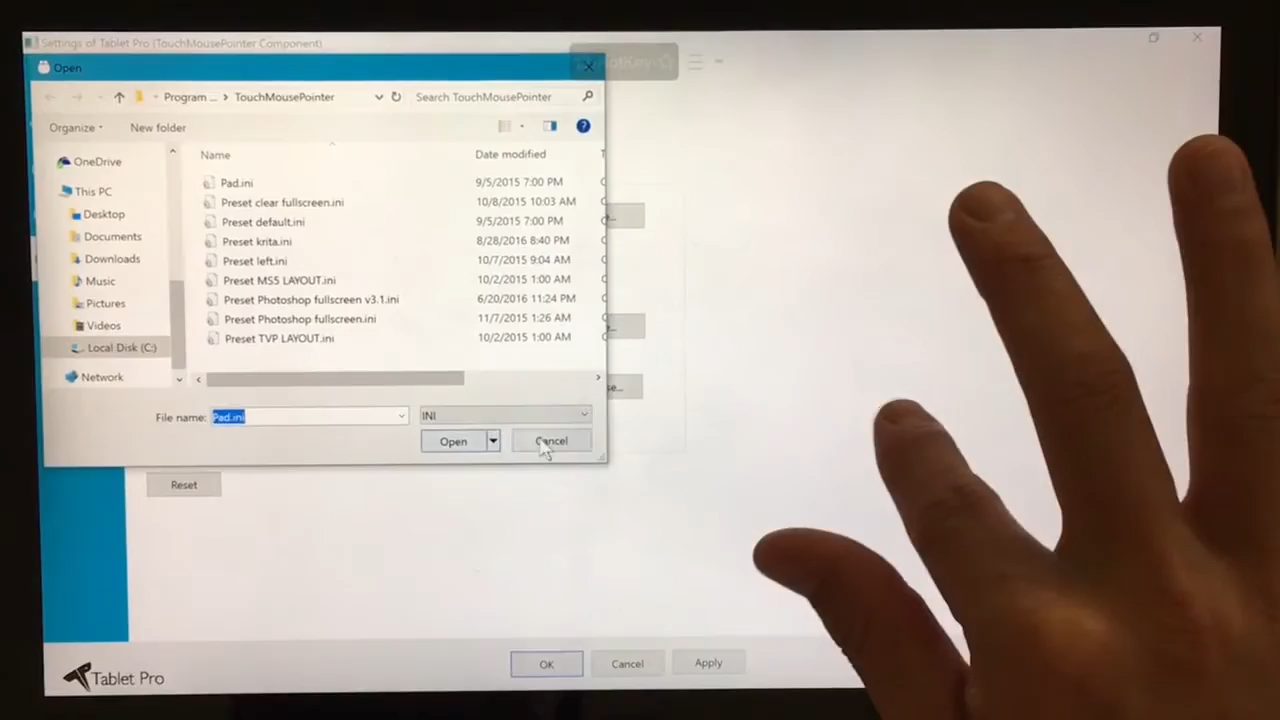 Settings of Tablet Pro (TouchMousePointer Component)
Open
Program ... > TouchMousePointer
Search TouchMousePointer
Organize
New folder
Name
Date modified
OneDrive
This PC
Desktop
Documents
Downloads
Music
Pictures
Videos
Local Disk (C:)
Network
Pad.ini 9/5/2015 7:00 PM
Preset clear fullscreen.ini 10/8/2015 10:03 AM
Preset default.ini 9/5/2015 7:00 PM
Preset krita.ini 8/28/2016 8:40 PM
Preset left.ini 10/7/2015 9:04 AM
Preset MS5 LAYOUT.ini 10/2/2015 1:00 AM
Preset Photoshop fullscreen v3.1.ini 6/20/2016 11:24 PM
Preset Photoshop fullscreen.ini 11/7/2015 1:26 AM
Preset TVP LAYOUT.ini 10/2/2015 1:00 AM
File name: Pad.ini
INI
Open
Cancel
Reset
OK
Cancel
Apply
Tablet Pro